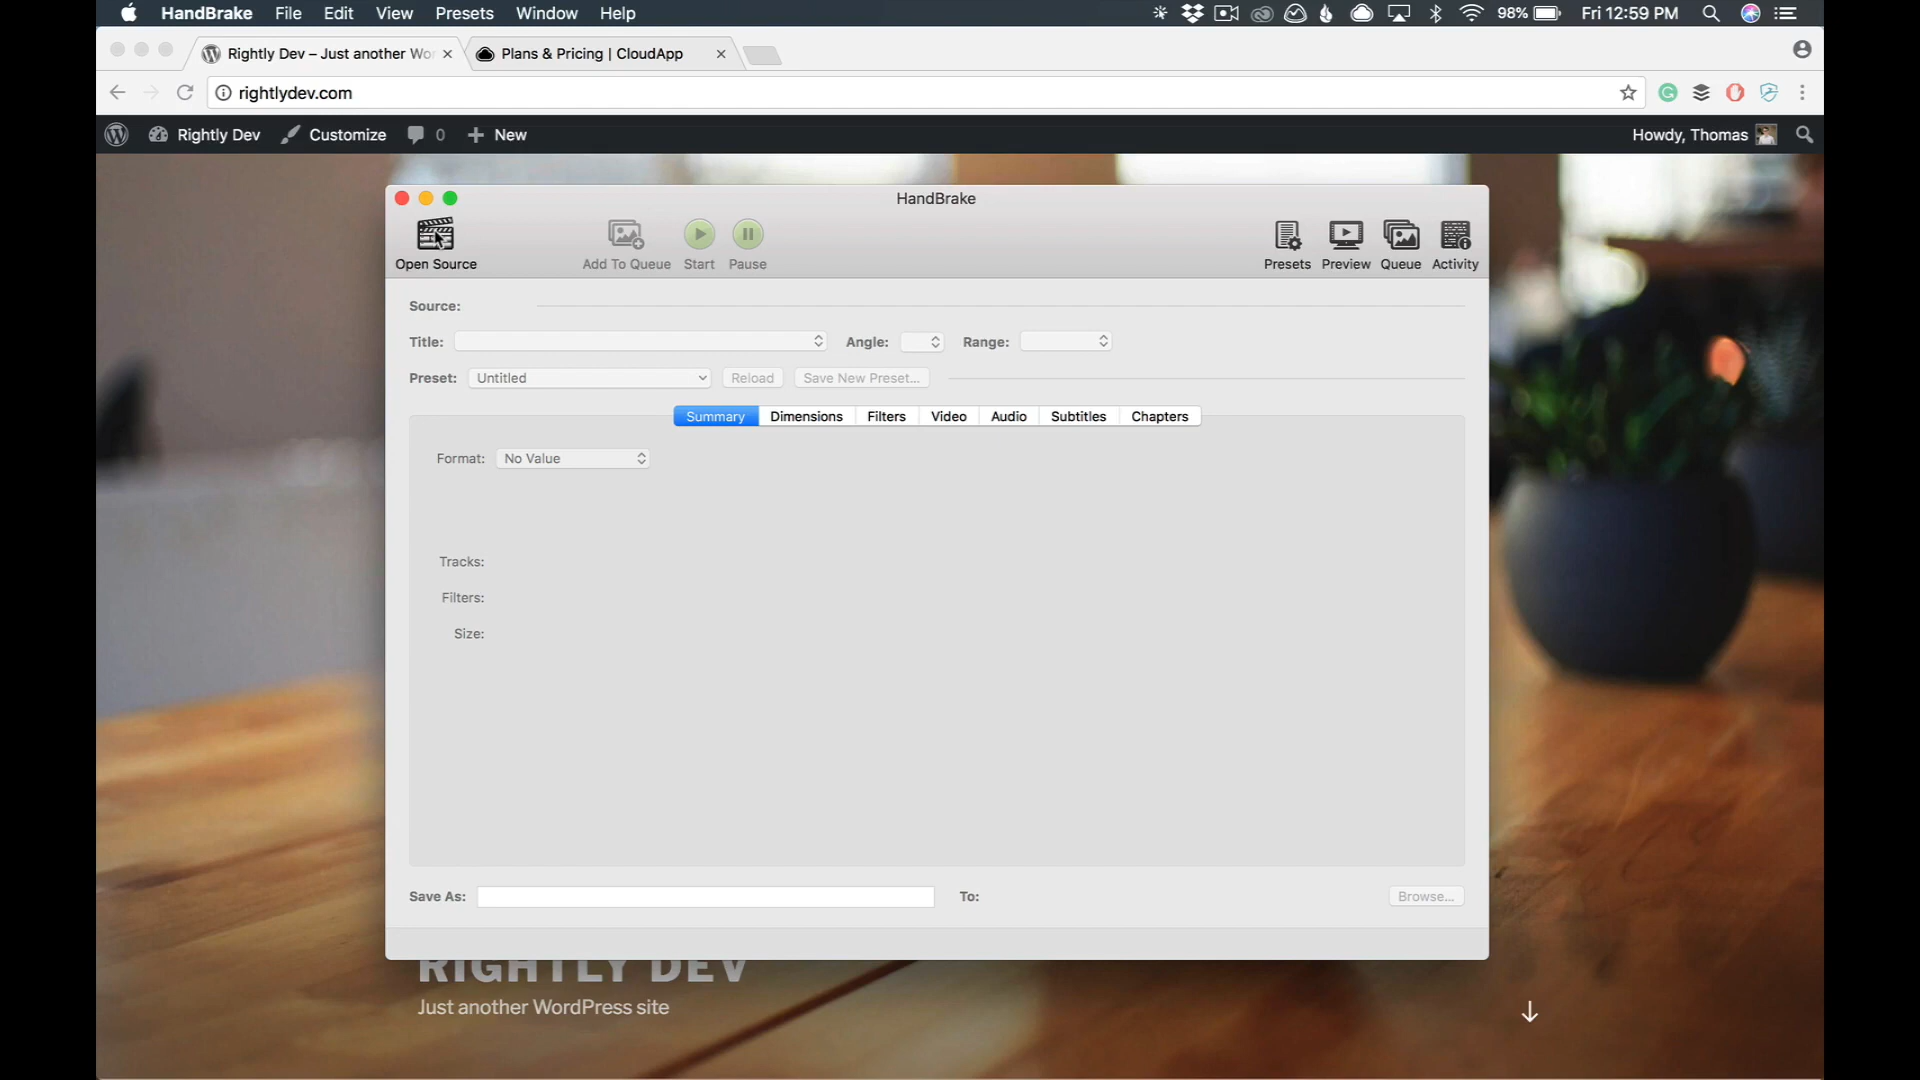 HandBrake File Edit View Presets Window Help 98% Fri 12:59 PM
Rightly Dev – Just another Wo Plans & Pricing | CloudApp
rightlydev.com
Rightly Dev Customize 0 New Howdy, Thomas
HandBrake
Open Source Add To Queue Start Pause Presets Preview Queue Activity
Source:
Title: Angle: Range:
Preset: Untitled Reload Save New Preset...
Summary Dimensions Filters Video Audio Subtitles Chapters
Format: No Value
Tracks:
Filters:
Size:
Save As: To: Browse...
RIGHTLY DEV
Just another WordPress site